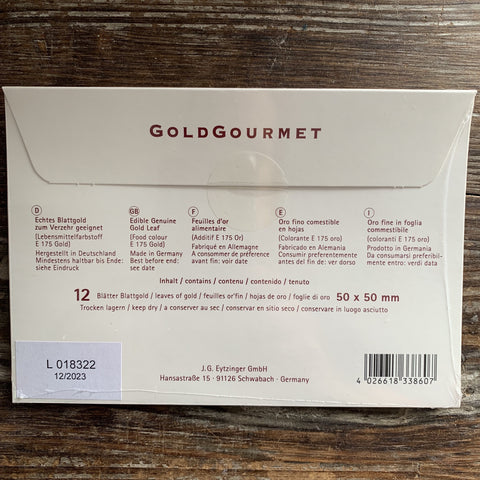 GOLDGOURMET
D
Echtes Blattgold
zum Verzehr geeignet
(Lebensmittelfarbstoff
E 175 Gold)
Hergestellt in Deutschland
Mindestens haltbar bis Ende:
siehe Eindruck
GB
Edible Genuine
Gold Leaf
(Food colour
E 175 Gold)
Made in Germany
Best before end:
see date
F
Feuilles d'or
alimentaire
(Additif E 175 Or)
Fabriqué en Allemagne
A consommer de préférence
avant fin: voir date
E
Oro fino comestible
en hojas
(Colorante E 175 oro)
Fabricado en Alemania
Consumir preferentemente
antes del fin de: ver dorso
I
Oro fino in foglia
commestibile
(coloranti E 175 oro)
Prodotto in Germania
Da consumarsi preferibil-
mente entro: verdi data
Inhalt / contains / contenu / contenido / tenuto
12 Blätter Blattgold / leaves of gold / feuilles or'fin / hojas de oro / foglie di oro 50 x 50 mm
Trocken lagern / keep dry / a conserver au sec / conservar en sitio seco / conservare in luogo asciutto
L 018322
12/2023
J.G. Eytzinger GmbH
Hansastraße 15 · 91126 Schwabach · Germany
4 026618 338607